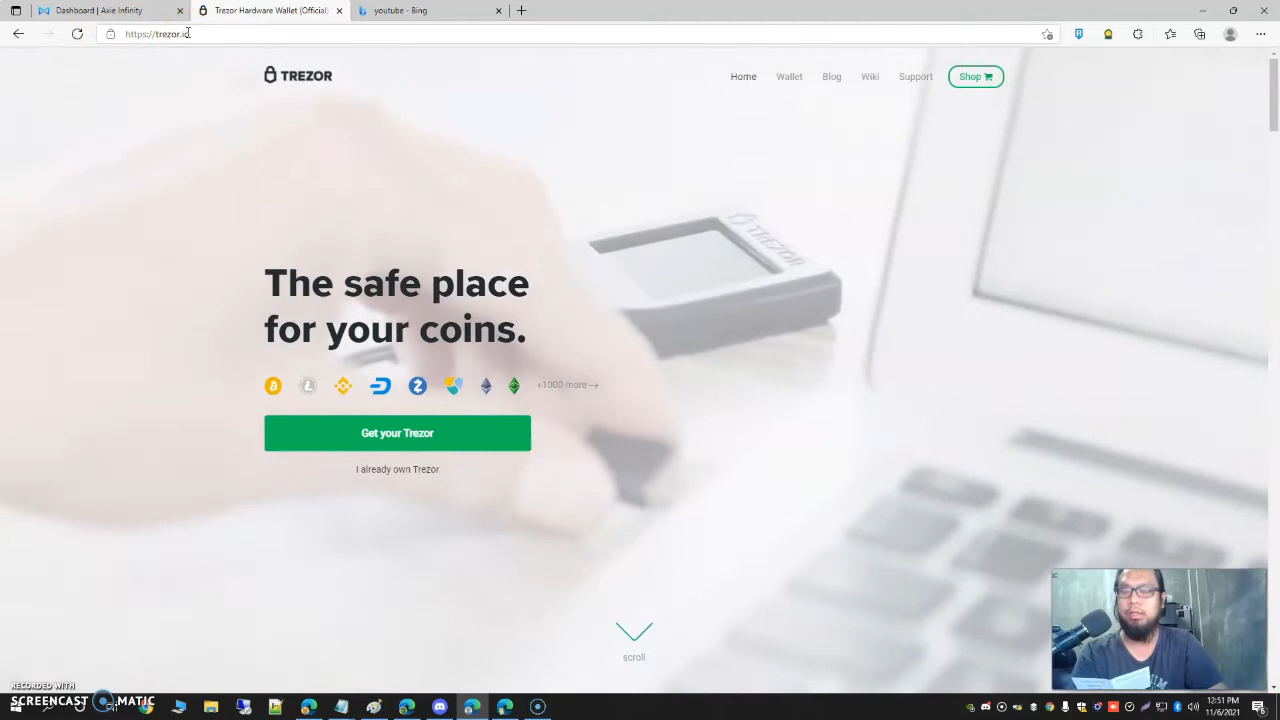 Dashboard | Axie Infinity
Trezor Hardware Wallet (Official)
youtube - Bing
https://trezor.io
TREZOR
Home
Wallet
Blog
Wiki
Support
Shop
TREZOR
The safe place
for your coins.
+1000 more →
Get your Trezor
I already own Trezor
scroll
RECORDED WITH
SCREENCAST MATIC
12:51 PM
11/6/2021